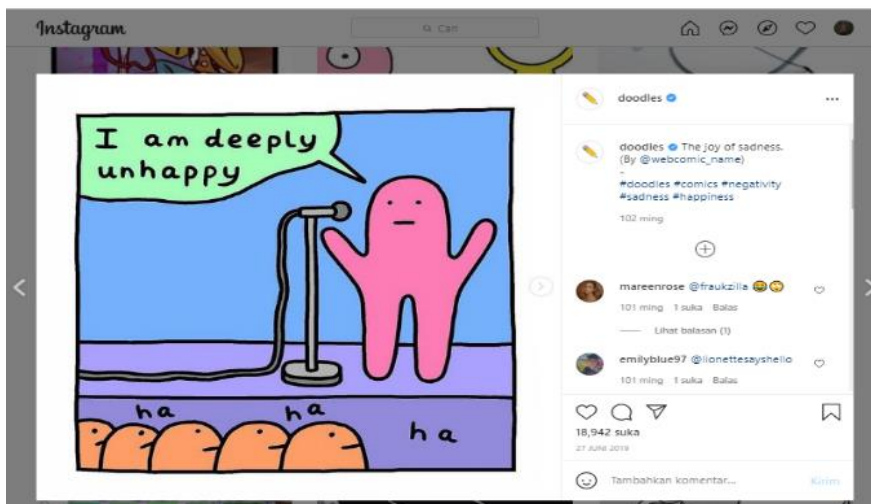 Instagram
Cari
I am deeply
unhappy
ha
ha
ha
doodles
doodles The joy of sadness.
(By @webcomic_name)
-
#doodles #comics #negativity
#sadness #happiness
102 ming
mareenrose @fraukzilla
101 ming 1 suka Balas
Lihat balasan (1)
emilyblue97 @lionettesayshello
101 ming 1 suka Balas
18,942 suka
27 JUNI 2019
Tambahkan komentar...
Kirim